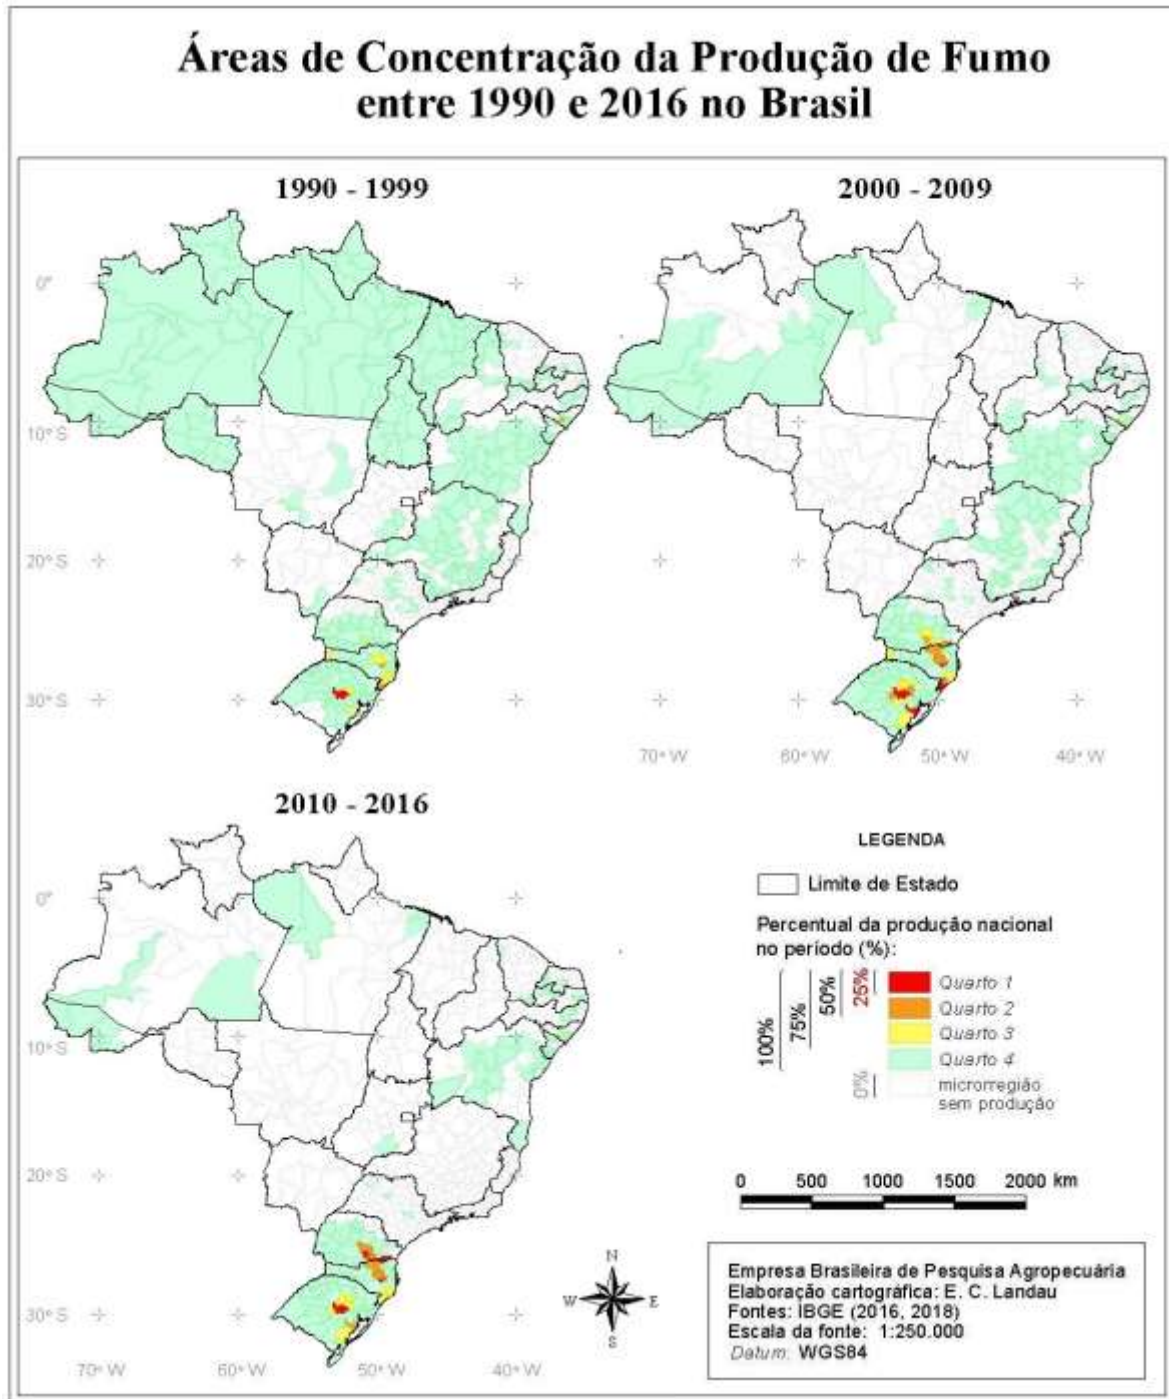 Áreas de Concentração da Produção de Fumo
entre 1990 e 2016 no Brasil
1990 - 1999
2000 - 2009
0°
10° S
20° S
30° S
70° W
60° W
50° W
40° W
2010 - 2016
0°
10° S
20° S
30° S
70° W
60° W
50° W
40° W
LEGENDA
Limite de Estado
Percentual da produção nacional
no período (%):
100%
75%
50%
25%
0%
Quarto 1
Quarto 2
Quarto 3
Quarto 4
microrregião
sem produção
0 500 1000 1500 2000 km
N
W E
S
Empresa Brasileira de Pesquisa Agropecuária
Elaboração cartográfica: E. C. Landau
Fontes: IBGE (2016, 2018)
Escala da fonte: 1:250.000
Datum: WGS84